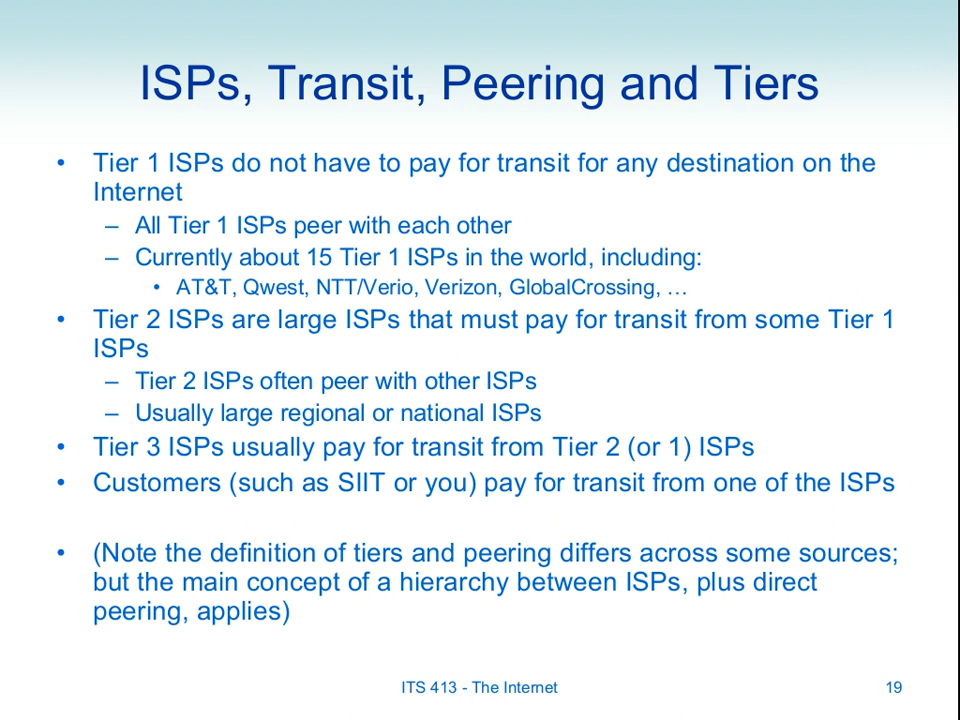 ISPs, Transit, Peering and Tiers
• Tier 1 ISPs do not have to pay for transit for any destination on the
Internet
– All Tier 1 ISPs peer with each other
– Currently about 15 Tier 1 ISPs in the world, including:
• AT&T, Qwest, NTT/Verio, Verizon, GlobalCrossing, …
• Tier 2 ISPs are large ISPs that must pay for transit from some Tier 1
ISPs
– Tier 2 ISPs often peer with other ISPs
– Usually large regional or national ISPs
• Tier 3 ISPs usually pay for transit from Tier 2 (or 1) ISPs
• Customers (such as SIIT or you) pay for transit from one of the ISPs
• (Note the definition of tiers and peering differs across some sources;
but the main concept of a hierarchy between ISPs, plus direct
peering, applies)
ITS 413 - The Internet
19